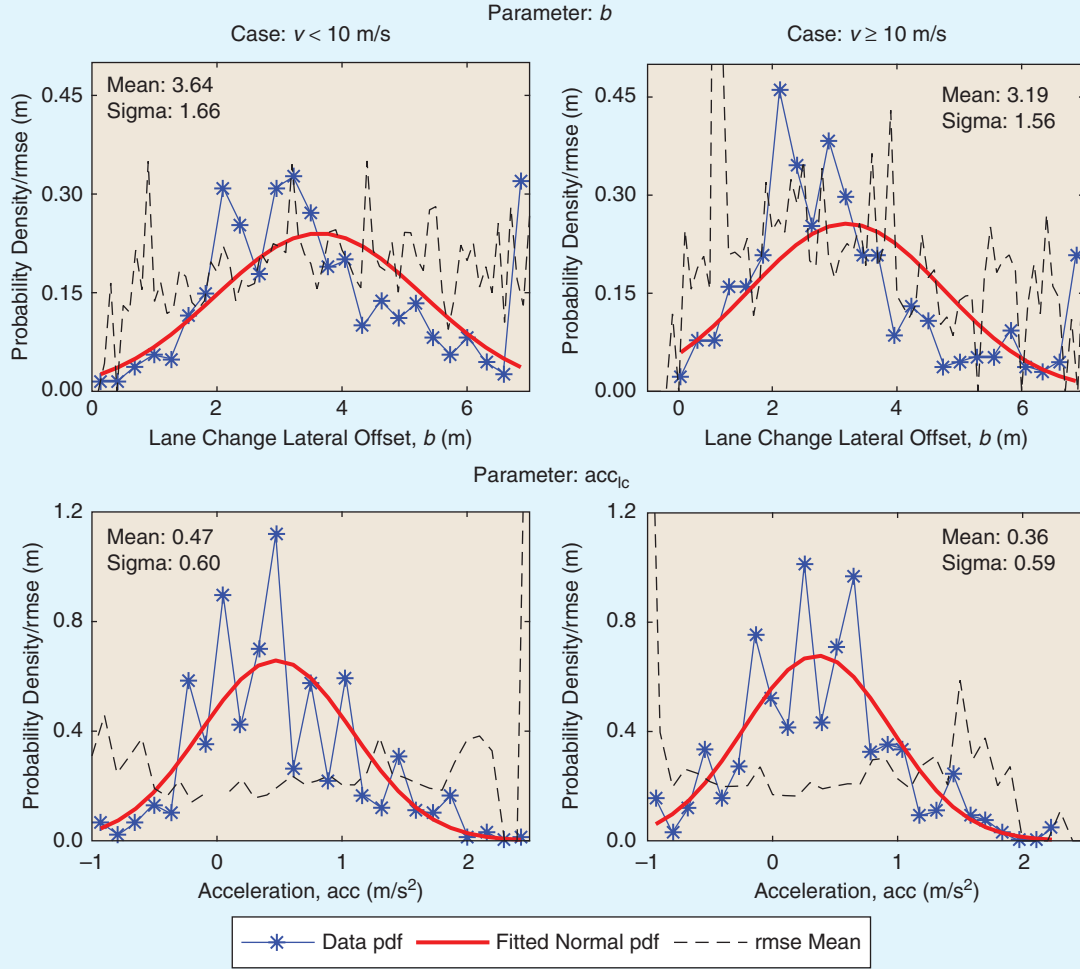 Parameter: b
Case: v < 10 m/s
Case: v ≥ 10 m/s
Probability Density/rmse (m)
0.45
0.30
0.15
0.00
Mean: 3.64
Sigma: 1.66
0
2
4
6
Lane Change Lateral Offset, b (m)
Probability Density/rmse (m)
0.45
0.30
0.15
0.00
Mean: 3.19
Sigma: 1.56
0
2
4
6
Lane Change Lateral Offset, b (m)
Parameter: acc_lc
Probability Density/rmse (m)
1.2
0.8
0.4
0.0
Mean: 0.47
Sigma: 0.60
–1
0
1
2
Acceleration, acc (m/s²)
Probability Density/rmse (m)
1.2
0.8
0.4
0.0
Mean: 0.36
Sigma: 0.59
–1
0
1
2
Acceleration, acc (m/s²)
Data pdf
Fitted Normal pdf
rmse Mean